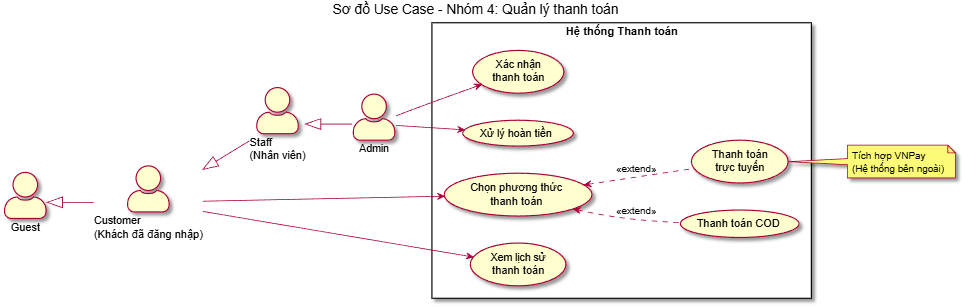 Sơ đồ Use Case - Nhóm 4: Quản lý thanh toán
Hệ thống Thanh toán
Xác nhận
thanh toán
Staff
(Nhân viên)
Admin
Xử lý hoàn tiền
Thanh toán
trực tuyến
Tích hợp VNPay
(Hệ thống bên ngoài)
«extend»
Chọn phương thức
thanh toán
«extend»
Thanh toán COD
Guest
Customer
(Khách đã đăng nhập)
Xem lịch sử
thanh toán